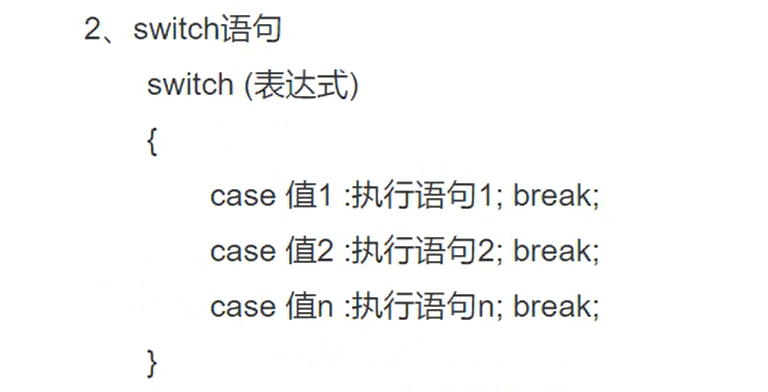 2、switch语句
switch (表达式)
{
case 值1 :执行语句1; break;
case 值2 :执行语句2; break;
case 值n :执行语句n; break;
}